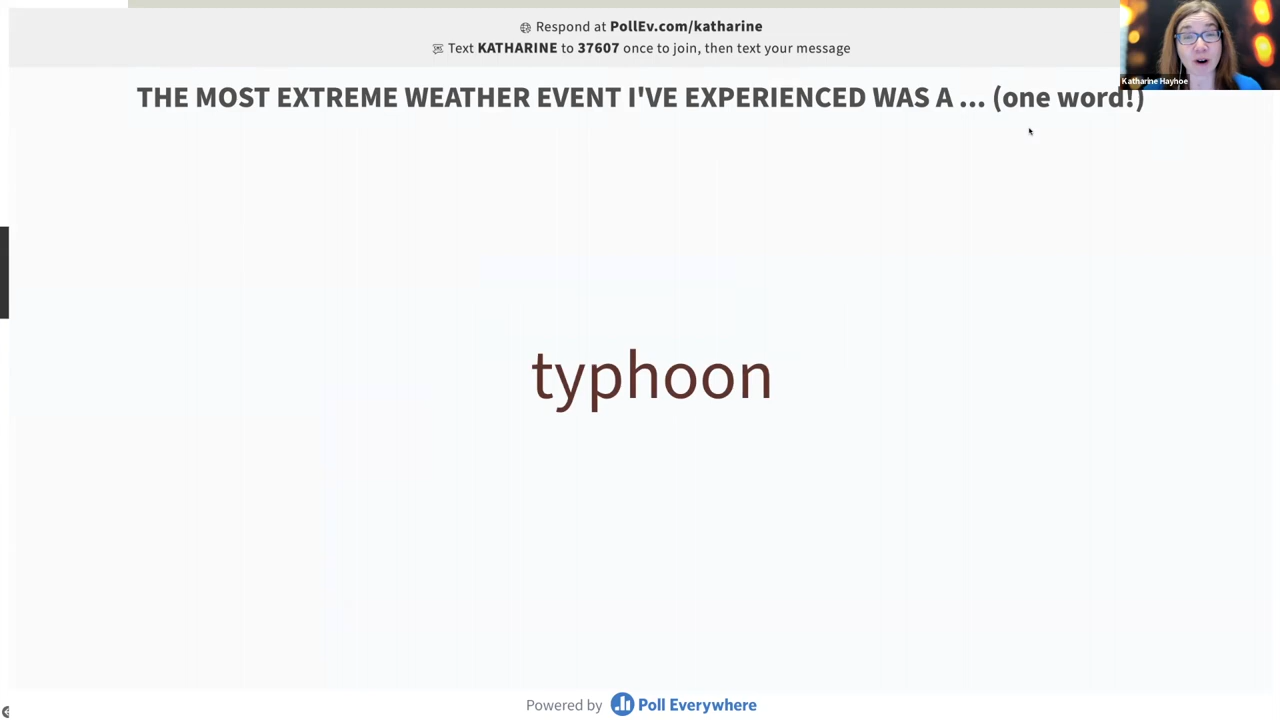 Respond at PollEv.com/katharine
Text KATHARINE to 37607 once to join, then text your message
Katharine Hayhoe
THE MOST EXTREME WEATHER EVENT I'VE EXPERIENCED WAS A ... (one word!)
typhoon
Powered by Poll Everywhere